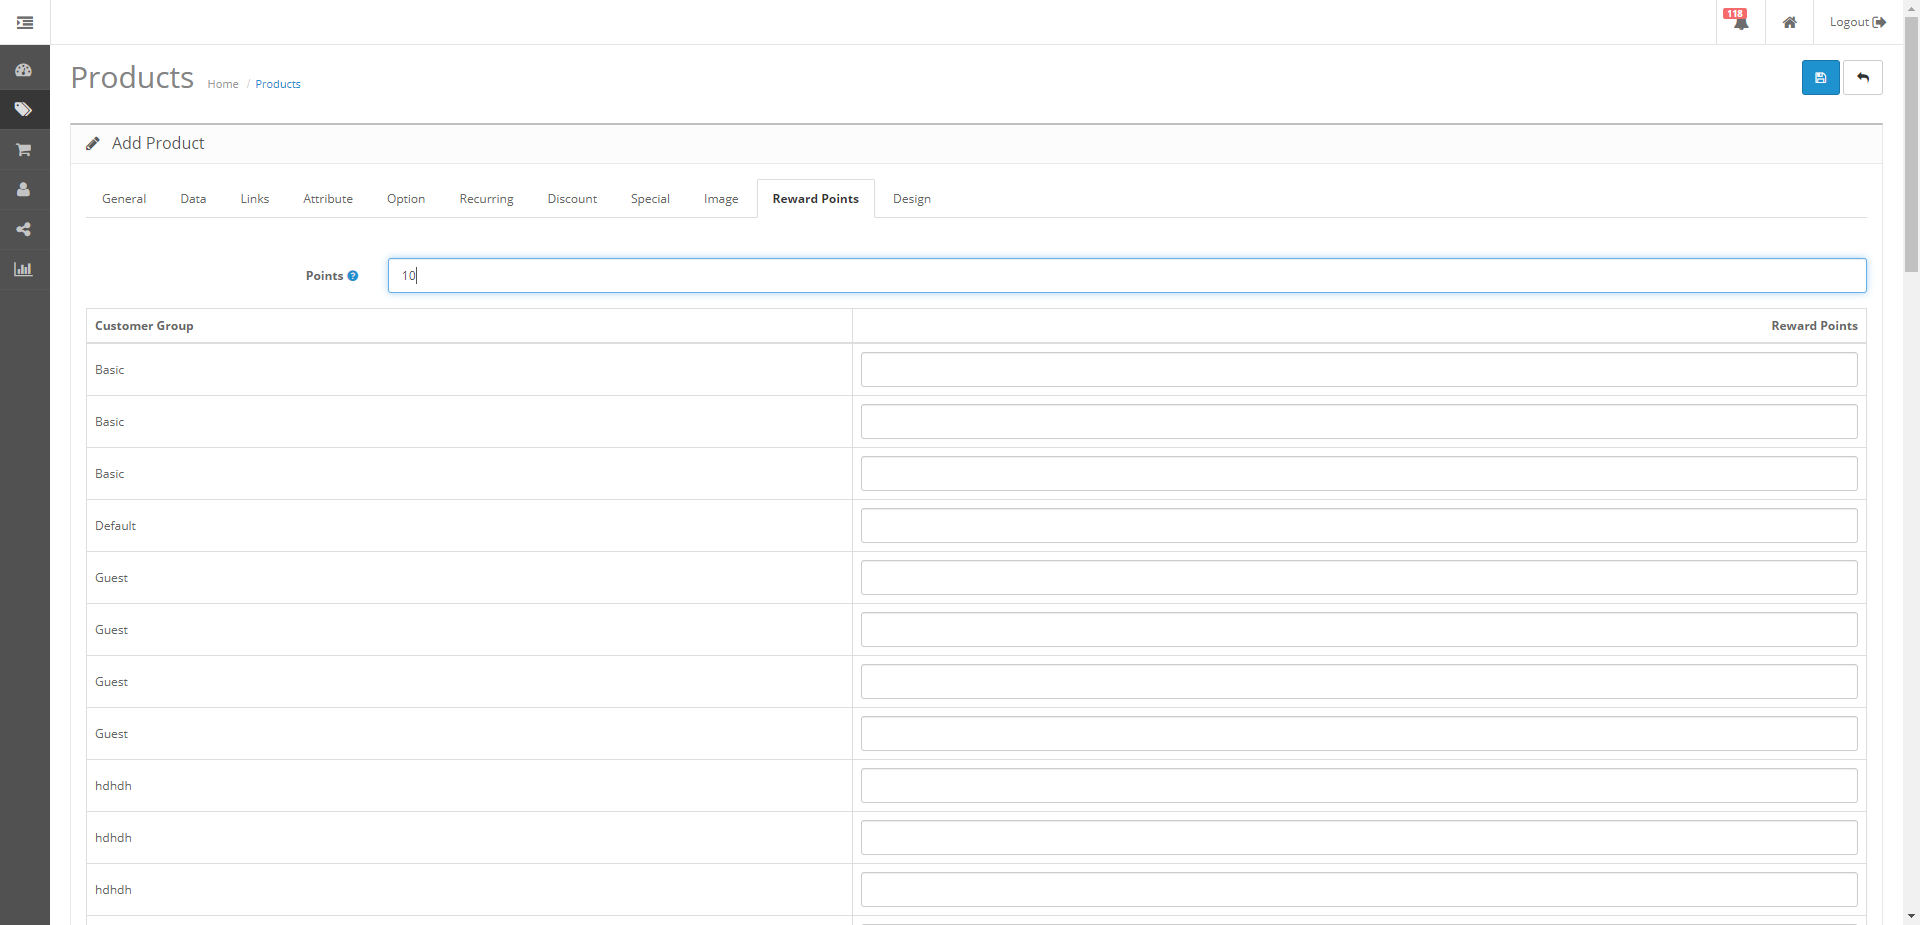 118
Logout
Products Home / Products
Add Product
General Data Links Attribute Option Recurring Discount Special Image Reward Points Design
Points 10
Customer Group Reward Points
Basic
Basic
Basic
Default
Guest
Guest
Guest
Guest
hdhdh
hdhdh
hdhdh